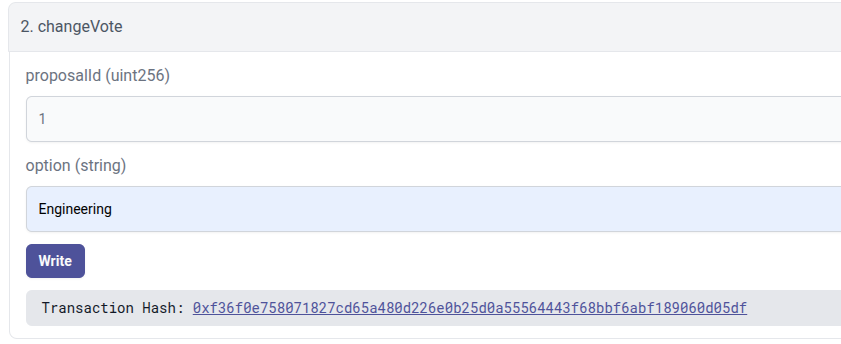 2. changeVote
proposalId (uint256)
1
option (string)
Engineering
Write
Transaction Hash: 0xf36f0e758071827cd65a480d226e0b25d0a55564443f68bbf6abf189060d05df